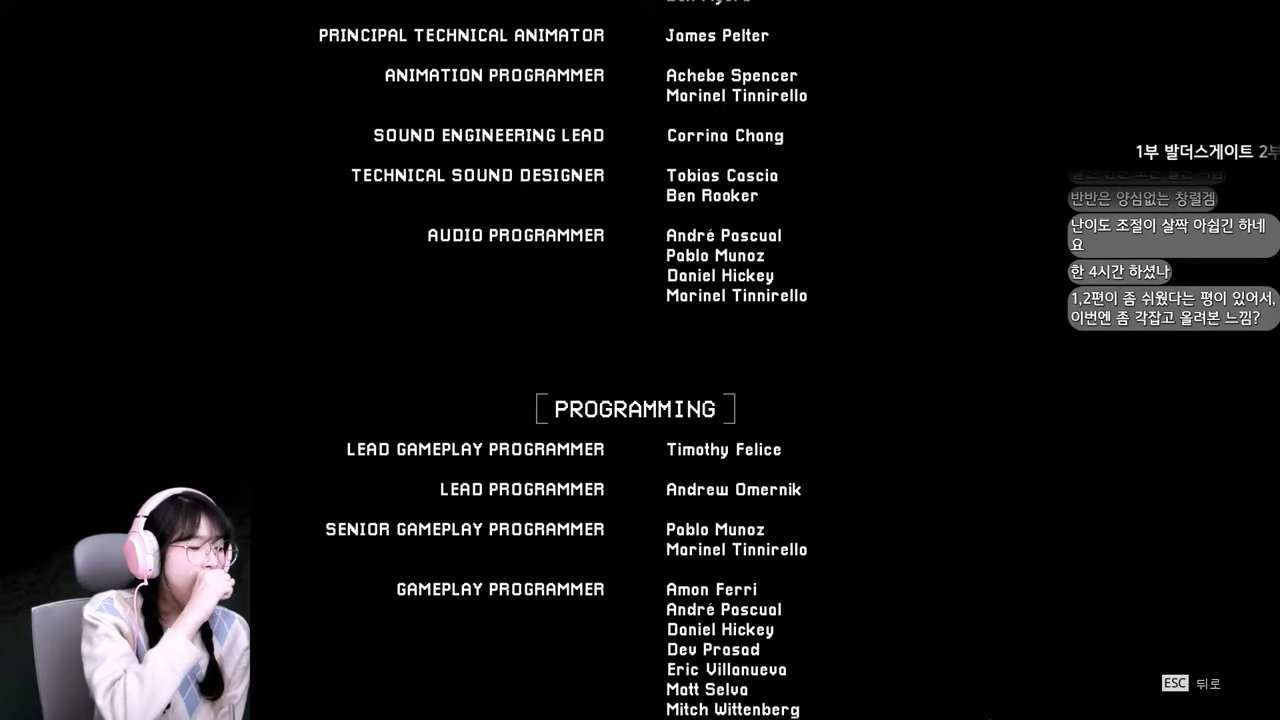 PRINCIPAL TECHNICAL ANIMATOR James Pelter
ANIMATION PROGRAMMER Achebe Spencer
Marinel Tinnirello
SOUND ENGINEERING LEAD Corrina Chang
1부 발더스게이트 2부
TECHNICAL SOUND DESIGNER Tobias Cascia
Ben Rooker
반반은 양심없는 창렬겜
난이도 조절이 살짝 아쉽긴 하네
요
AUDIO PROGRAMMER André Pascual
Pablo Munoz
Daniel Hickey
Marinel Tinnirello
한 4시간 하셨나
1,2편이 좀 쉬웠다는 평이 있어서,
이번엔 좀 각잡고 올려본 느낌?
PROGRAMMING
LEAD GAMEPLAY PROGRAMMER Timothy Felice
LEAD PROGRAMMER Andrew Omernik
SENIOR GAMEPLAY PROGRAMMER Pablo Munoz
Marinel Tinnirello
GAMEPLAY PROGRAMMER Amon Ferri
André Pascual
Daniel Hickey
Dev Prasad
Eric Villanueva
Matt Selva
Mitch Wittenberg
ESC 뒤로